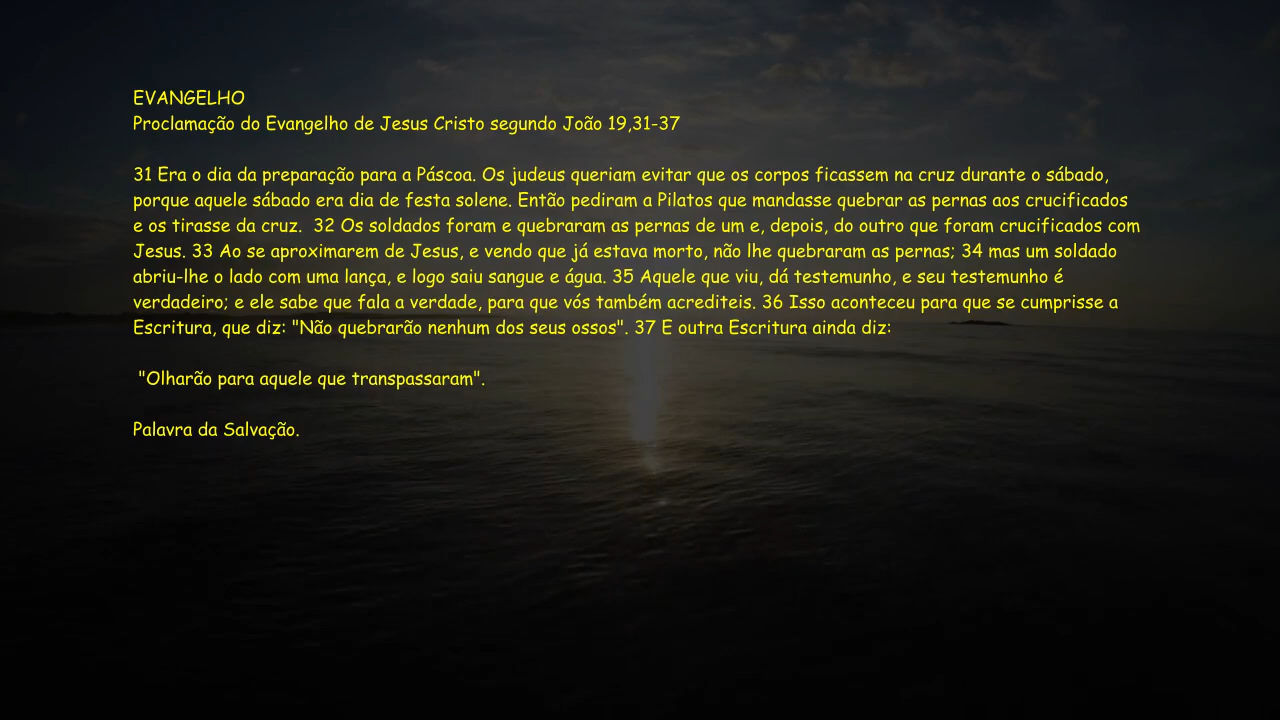 EVANGELHO
Proclamação do Evangelho de Jesus Cristo segundo João 19,31-37
31 Era o dia da preparação para a Páscoa. Os judeus queriam evitar que os corpos ficassem na cruz durante o sábado,
porque aquele sábado era dia de festa solene. Então pediram a Pilatos que mandasse quebrar as pernas aos crucificados
e os tirasse da cruz.  32 Os soldados foram e quebraram as pernas de um e, depois, do outro que foram crucificados com
Jesus. 33 Ao se aproximarem de Jesus, e vendo que já estava morto, não lhe quebraram as pernas; 34 mas um soldado
abriu-lhe o lado com uma lança, e logo saiu sangue e água. 35 Aquele que viu, dá testemunho, e seu testemunho é
verdadeiro; e ele sabe que fala a verdade, para que vós também acrediteis. 36 Isso aconteceu para que se cumprisse a
Escritura, que diz: "Não quebrarão nenhum dos seus ossos". 37 E outra Escritura ainda diz:
"Olharão para aquele que transpassaram".
Palavra da Salvação.